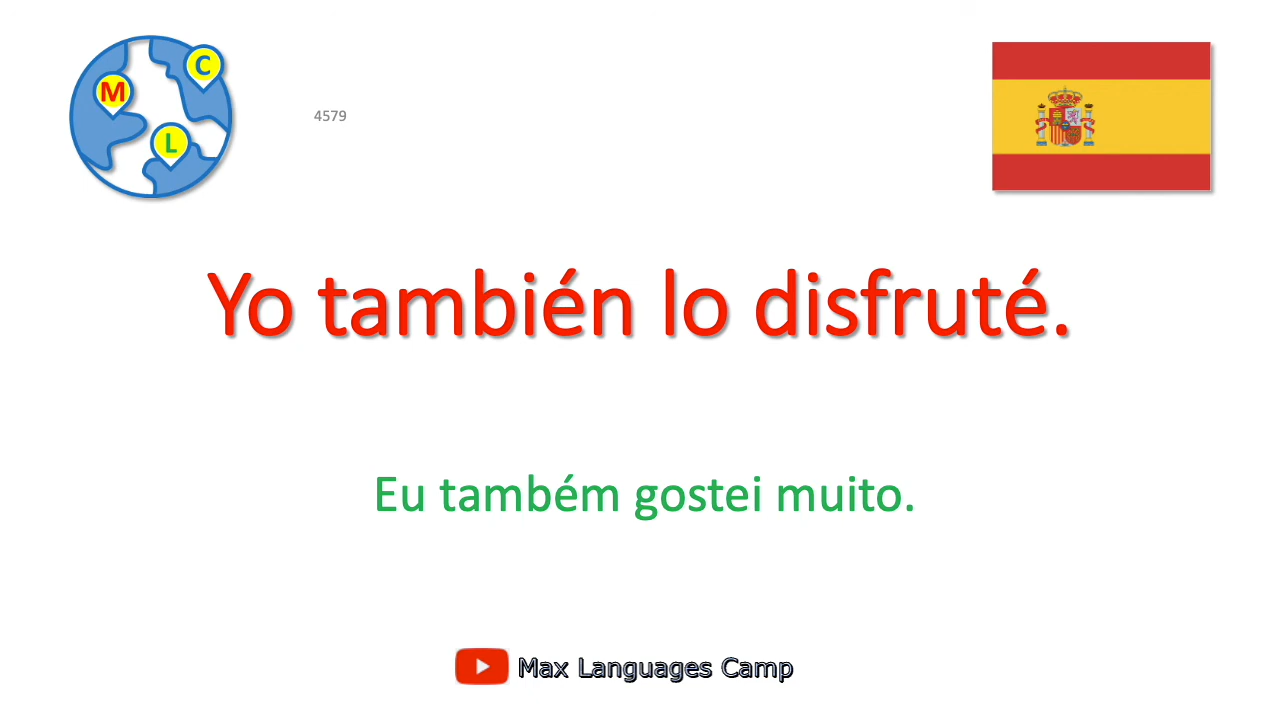 M
C
L
4579
Yo también lo disfruté.
Eu também gostei muito.
Max Languages Camp